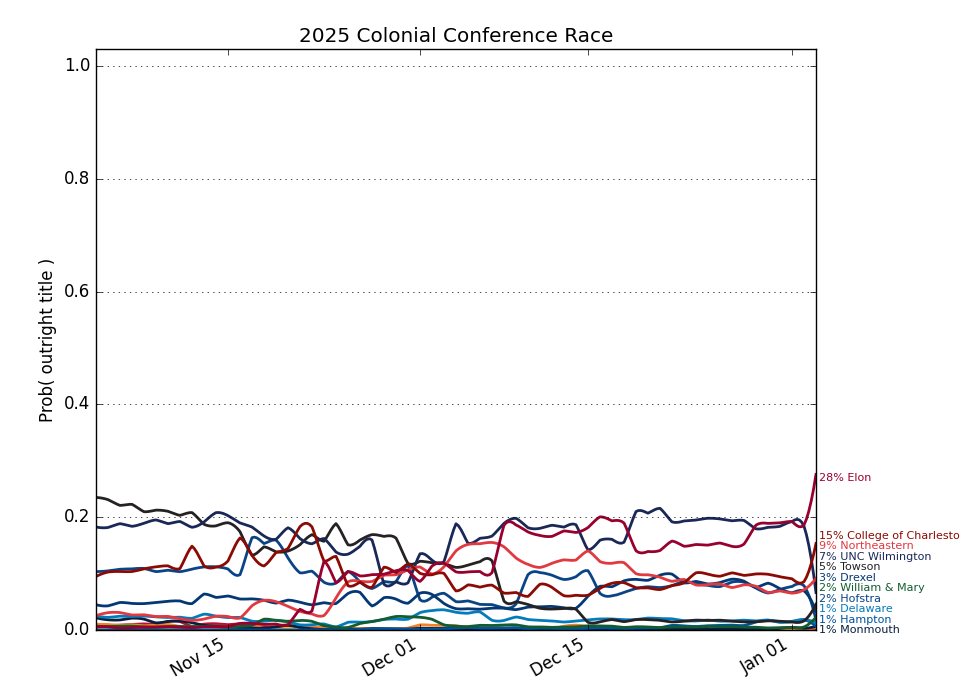 2025 Colonial Conference Race
Prob( outright title )
1.0
0.8
0.6
0.4
0.2
0.0
Nov 15
Dec 01
Dec 15
Jan 01
28% Elon
15% College of Charlesto
9% Northeastern
7% UNC Wilmington
5% Towson
3% Drexel
2% William & Mary
2% Hofstra
1% Delaware
1% Hampton
1% Monmouth